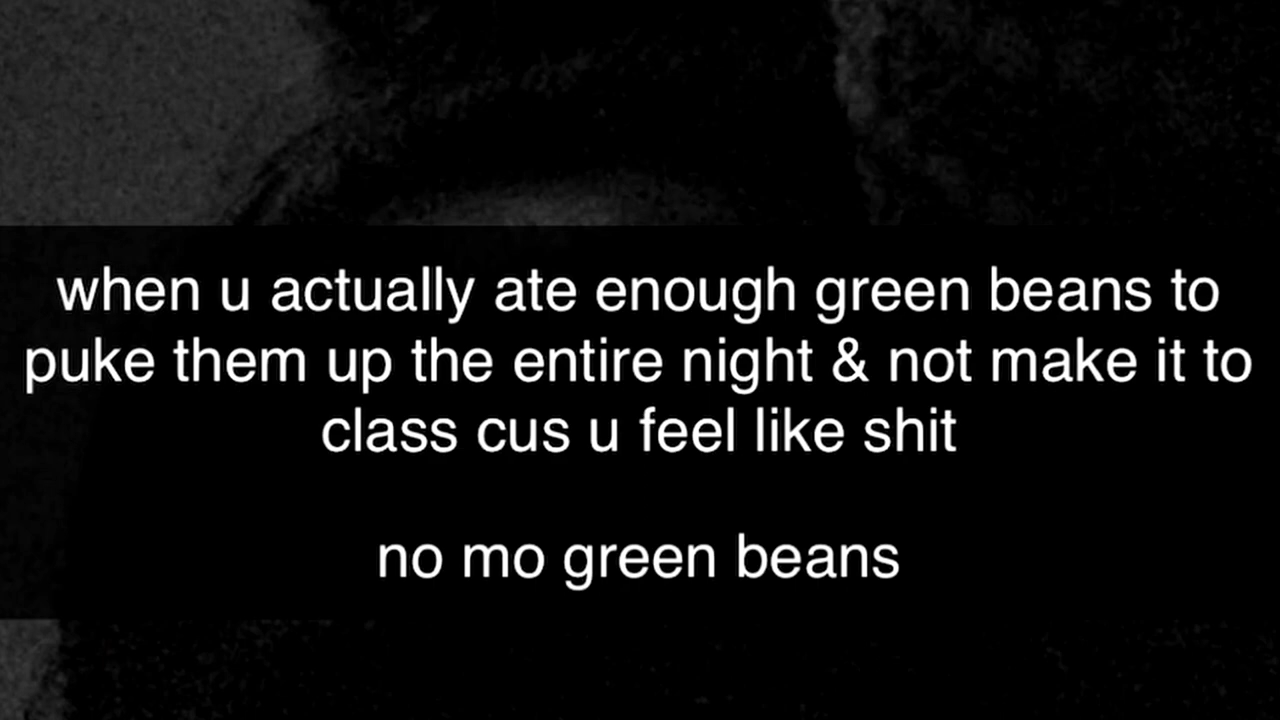 when u actually ate enough green beans to
puke them up the entire night & not make it to
class cus u feel like shit
no mo green beans